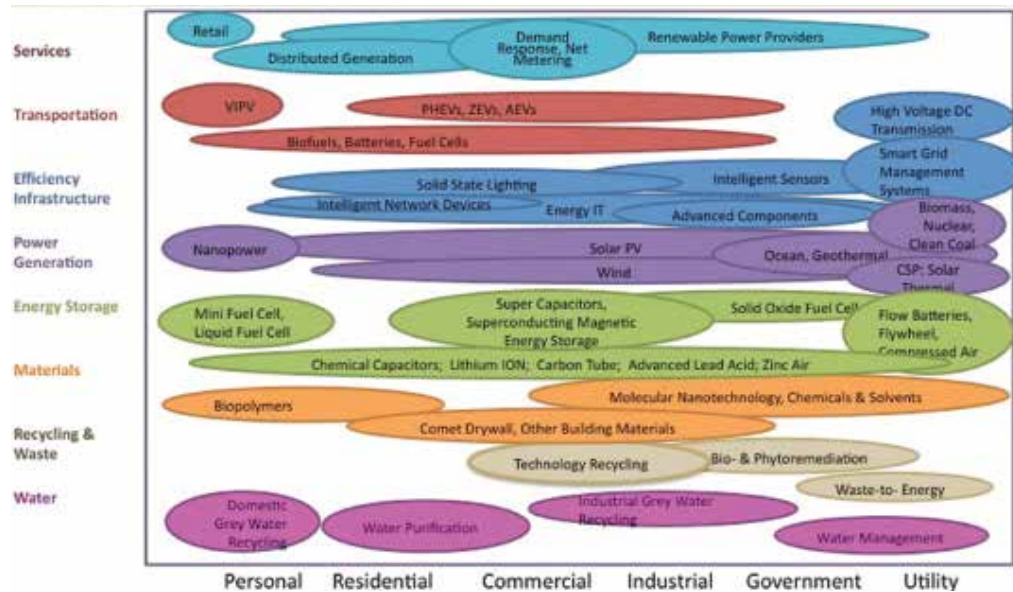 Services
Retail
Demand
Response, Net
Metering
Renewable Power Providers
Distributed Generation
Transportation
VIPV
PHEVs, ZEVs, AEVs
High Voltage DC
Transmission
Biofuels, Batteries, Fuel Cells
Efficiency
Infrastructure
Solid State Lighting
Intelligent Sensors
Smart Grid
Management
Systems
Intelligent Network Devices
Energy IT
Advanced Components
Power
Generation
Nanopower
Solar PV
Ocean, Geothermal
Biomass,
Nuclear,
Clean Coal
Wind
CSP: Solar
Thermal
Energy Storage
Mini Fuel Cell,
Liquid Fuel Cell
Super Capacitors,
Superconducting Magnetic
Energy Storage
Solid Oxide Fuel Cell
Flow Batteries,
Flywheel,
Compressed Air
Chemical Capacitors; Lithium ION; Carbon Tube; Advanced Lead Acid; Zinc Air
Materials
Biopolymers
Molecular Nanotechnology, Chemicals & Solvents
Comet Drywall, Other Building Materials
Recycling &
Waste
Technology Recycling
Bio- & Phytoremediation
Waste-to- Energy
Water
Domestic
Grey Water
Recycling
Water Purification
Industrial Grey Water
Recycling
Water Management
Personal Residential Commercial Industrial Government Utility